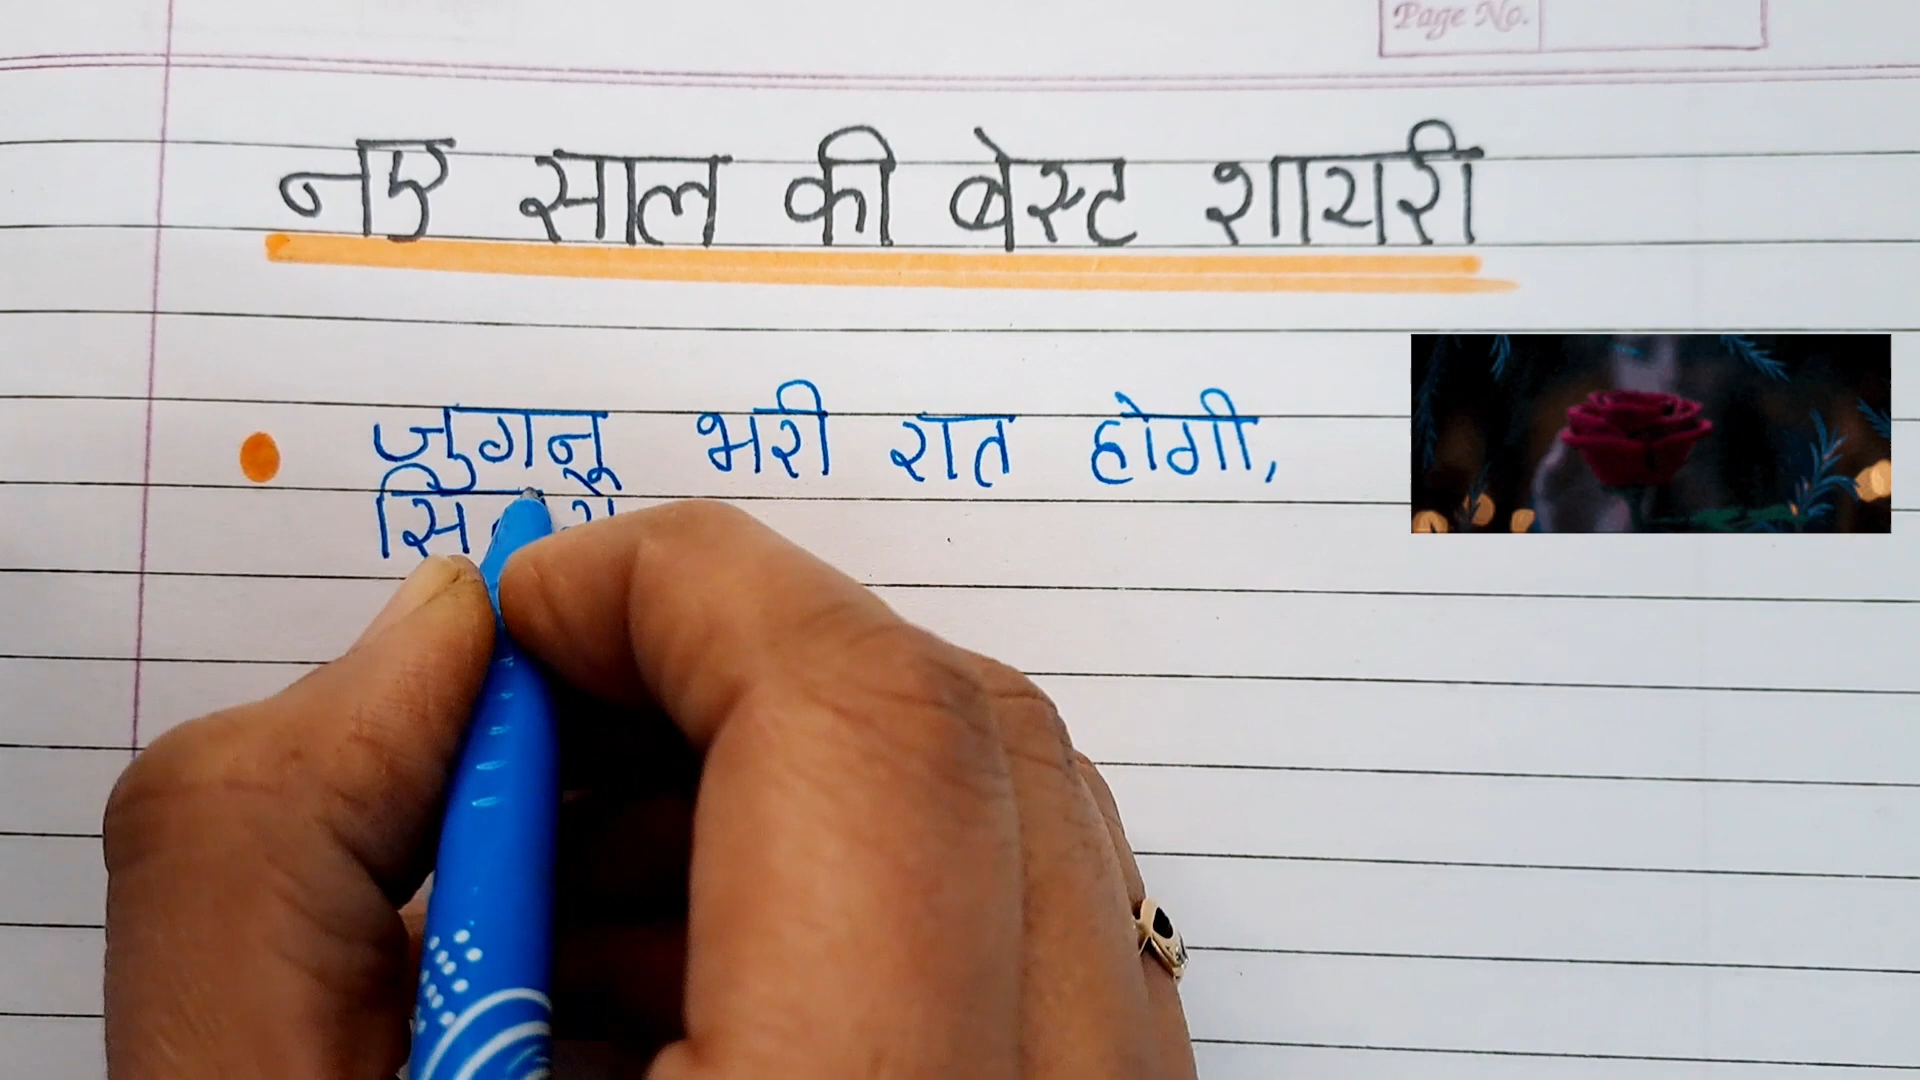 Page No.
नए साल की बेस्ट शायरी
जुगनू भरी रात होगी,